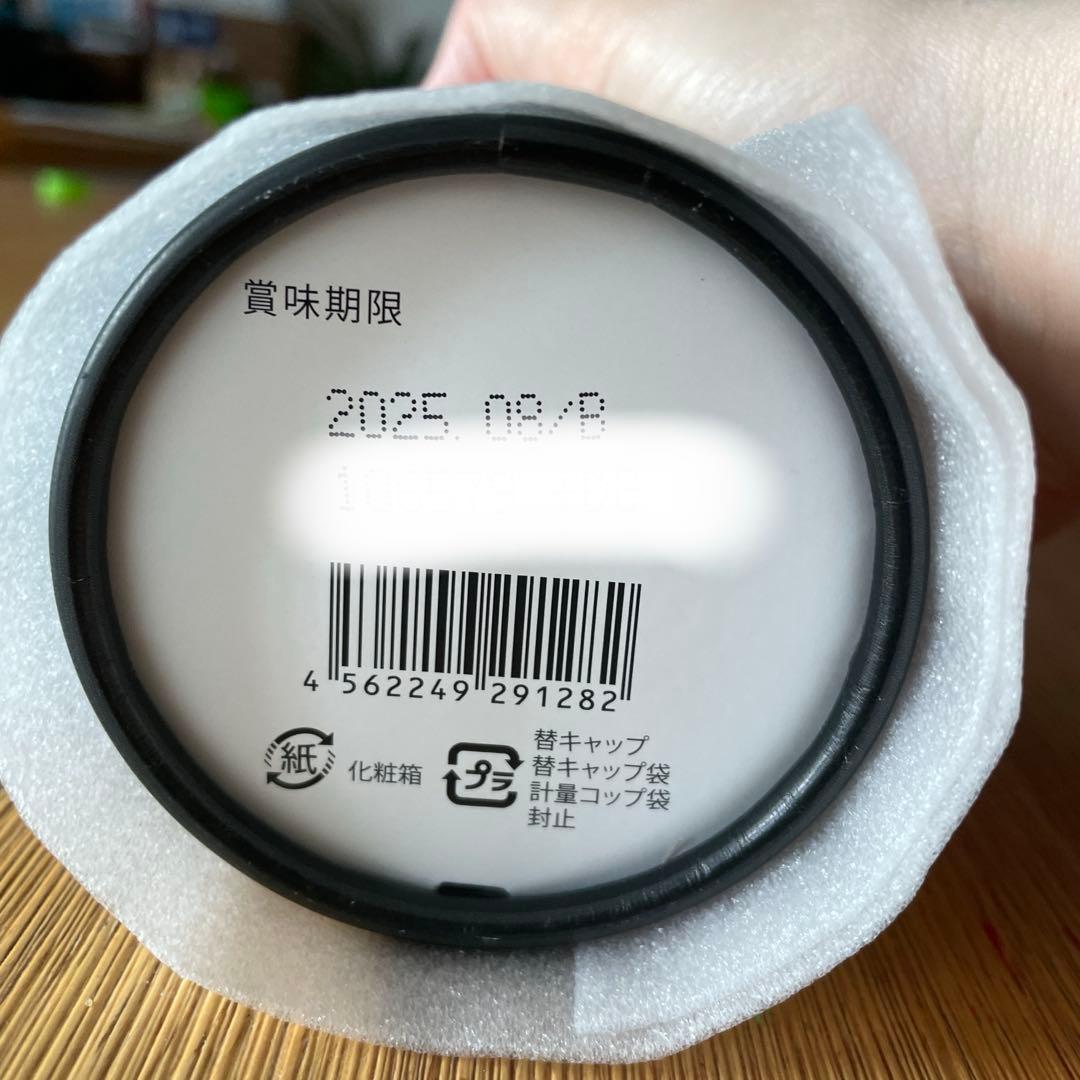 賞味期限
2025.08/B
4 562249 291282
紙
化粧箱
プラ
替キャップ
替キャップ袋
計量コップ袋
封止